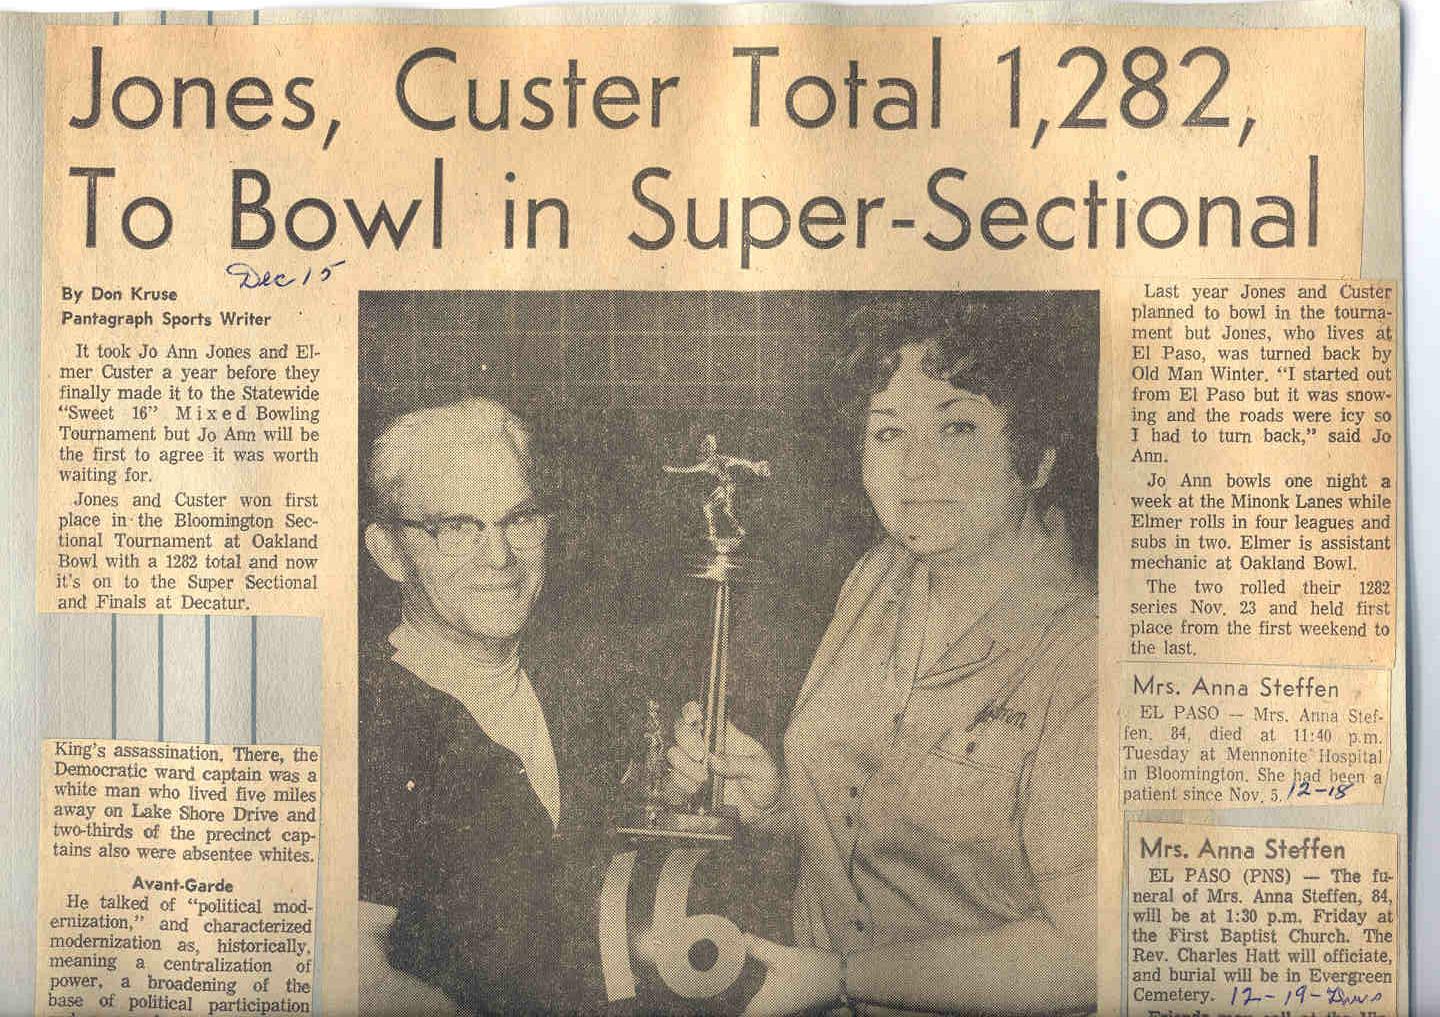 Jones, Custer Total 1,282,
To Bowl in Super-Sectional
Dec 15
By Don Kruse
Pantagraph Sports Writer
It took Jo Ann Jones and El-
mer Custer a year before they
finally made it to the Statewide
"Sweet 16" Mixed Bowling
Tournament but Jo Ann will be
the first to agree it was worth
waiting for.
Jones and Custer won first
place in the Bloomington Sec-
tional Tournament at Oakland
Bowl with a 1282 total and now
it's on to the Super Sectional
and Finals at Decatur.
King's assassination. There, the
Democratic ward captain was a
white man who lived five miles
away on Lake Shore Drive and
two-thirds of the precinct cap-
tains also were absentee whites.
Avant-Garde
He talked of "political mod-
ernization," and characterized
modernization as, historically,
meaning a centralization of
power, a broadening of the
base of political participation
16
Last year Jones and Custer
planned to bowl in the tourna-
ment but Jones, who lives at
El Paso, was turned back by
Old Man Winter. "I started out
from El Paso but it was snow-
ing and the roads were icy so
I had to turn back," said Jo
Ann.
Jo Ann bowls one night a
week at the Minonk Lanes while
Elmer rolls in four leagues and
subs in two. Elmer is assistant
mechanic at Oakland Bowl.
The two rolled their 1282
series Nov. 23 and held first
place from the first weekend to
the last.
Mrs. Anna Steffen
EL PASO — Mrs. Anna Stef-
fen, 84, died at 11:40 p.m.
Tuesday at Mennonite Hospital
in Bloomington. She had been a
patient since Nov. 5. 12-18
Mrs. Anna Steffen
EL PASO (PNS) — The fu-
neral of Mrs. Anna Steffen, 84,
will be at 1:30 p.m. Friday at
the First Baptist Church. The
Rev. Charles Hatt will officiate,
and burial will be in Evergreen
Cemetery. 12-19-